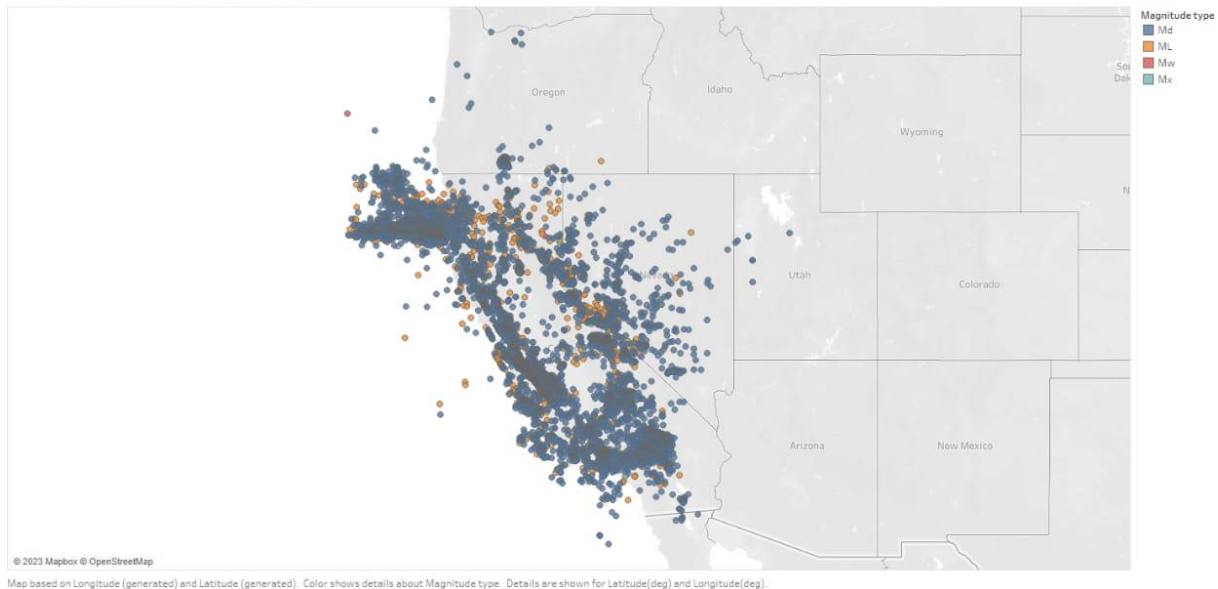 Magnitude type
Md
ML
Mw
Mx
Oregon
Idaho
Wyoming
Utah
Colorado
Arizona
New Mexico
© 2023 Mapbox © OpenStreetMap
Map based on Longitude (generated) and Latitude (generated). Color shows details about Magnitude type. Details are shown for Latitude(deg) and Longitude(deg).